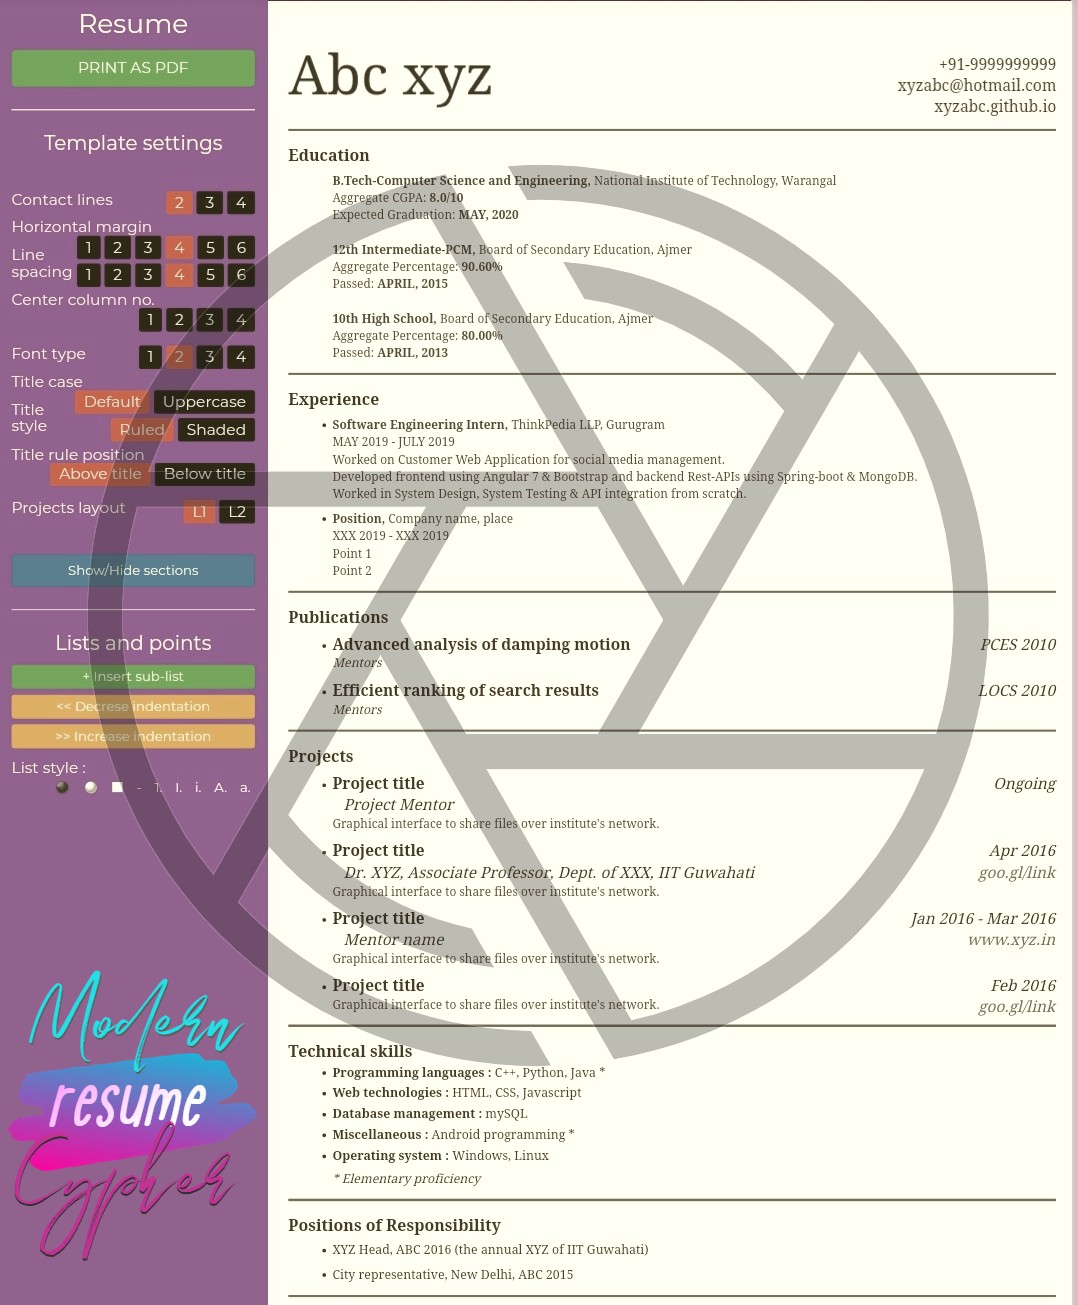 Resume
PRINT AS PDF
Template settings
Contact lines 2 3 4
Horizontal margin
1 2 3 4 5 6
Line spacing 1 2 3 4 5 6
Center column no.
1 2 3 4
Font type 1 2 3 4
Title case
Default Uppercase
Title style Ruled Shaded
Title rule position
Above title Below title
Projects layout L1 L2
Show/Hide sections
Lists and points
+ Insert sub-list
<< Decrese indentation
>> Increase indentation
List style :
- 1. I. i. A. a.
Modern
resume
Cypher
Abc xyz
+91-9999999999
xyzabc@hotmail.com
xyzabc.github.io
Education
B.Tech-Computer Science and Engineering, National Institute of Technology, Warangal
Aggregate CGPA: 8.0/10
Expected Graduation: MAY, 2020
12th Intermediate-PCM, Board of Secondary Education, Ajmer
Aggregate Percentage: 90.60%
Passed: APRIL, 2015
10th High School, Board of Secondary Education, Ajmer
Aggregate Percentage: 80.00%
Passed: APRIL, 2013
Experience
• Software Engineering Intern, ThinkPedia LLP, Gurugram
MAY 2019 - JULY 2019
Worked on Customer Web Application for social media management.
Developed frontend using Angular 7 & Bootstrap and backend Rest-APIs using Spring-boot & MongoDB.
Worked in System Design, System Testing & API integration from scratch.
• Position, Company name, place
XXX 2019 - XXX 2019
Point 1
Point 2
Publications
• Advanced analysis of damping motion PCES 2010
Mentors
• Efficient ranking of search results LOCS 2010
Mentors
Projects
• Project title Ongoing
Project Mentor
Graphical interface to share files over institute's network.
• Project title Apr 2016
Dr. XYZ, Associate Professor, Dept. of XXX, IIT Guwahati goo.gl/link
Graphical interface to share files over institute's network.
• Project title Jan 2016 - Mar 2016
Mentor name www.xyz.in
Graphical interface to share files over institute's network.
• Project title Feb 2016
Graphical interface to share files over institute's network. goo.gl/link
Technical skills
• Programming languages : C++, Python, Java *
• Web technologies : HTML, CSS, Javascript
• Database management : mySQL
• Miscellaneous : Android programming *
• Operating system : Windows, Linux
* Elementary proficiency
Positions of Responsibility
• XYZ Head, ABC 2016 (the annual XYZ of IIT Guwahati)
• City representative, New Delhi, ABC 2015